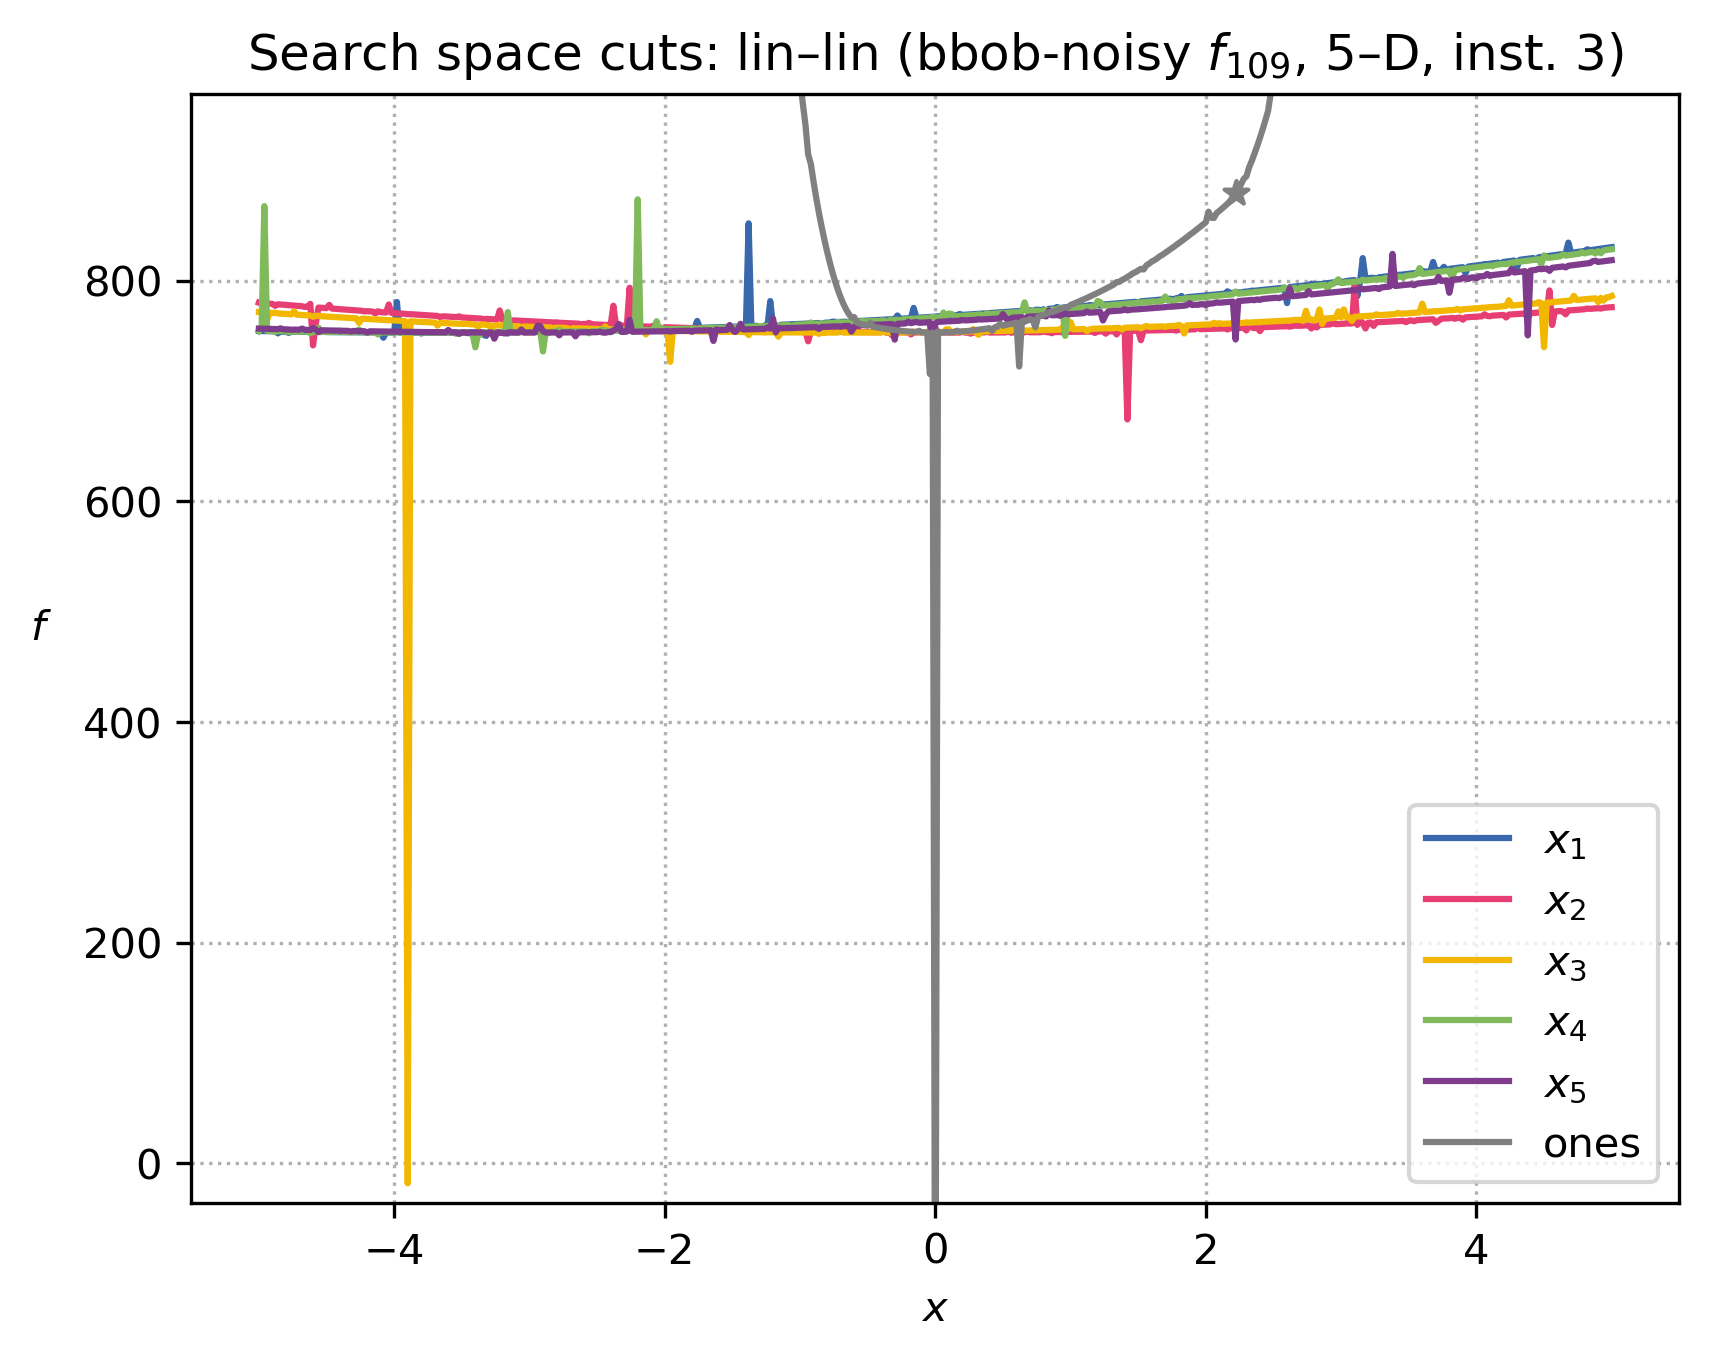 Search space cuts: lin–lin (bbob-noisy f₁₀₉, 5–D, inst. 3)
800
600
f
400
200
0
x₁
x₂
x₃
x₄
x₅
ones
−4 −2 0 2 4
x